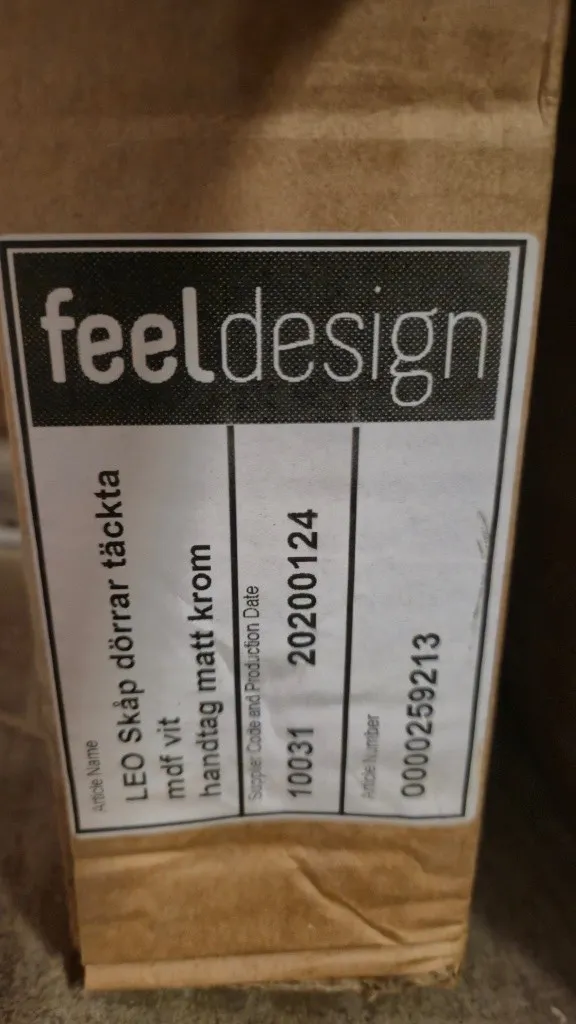 feeldesign
Article Name
LEO Skåp dörrar täckta
mdf vit
handtag matt krom
Supplier Code and Production Date
10031 20200124
Article Number
0000259213